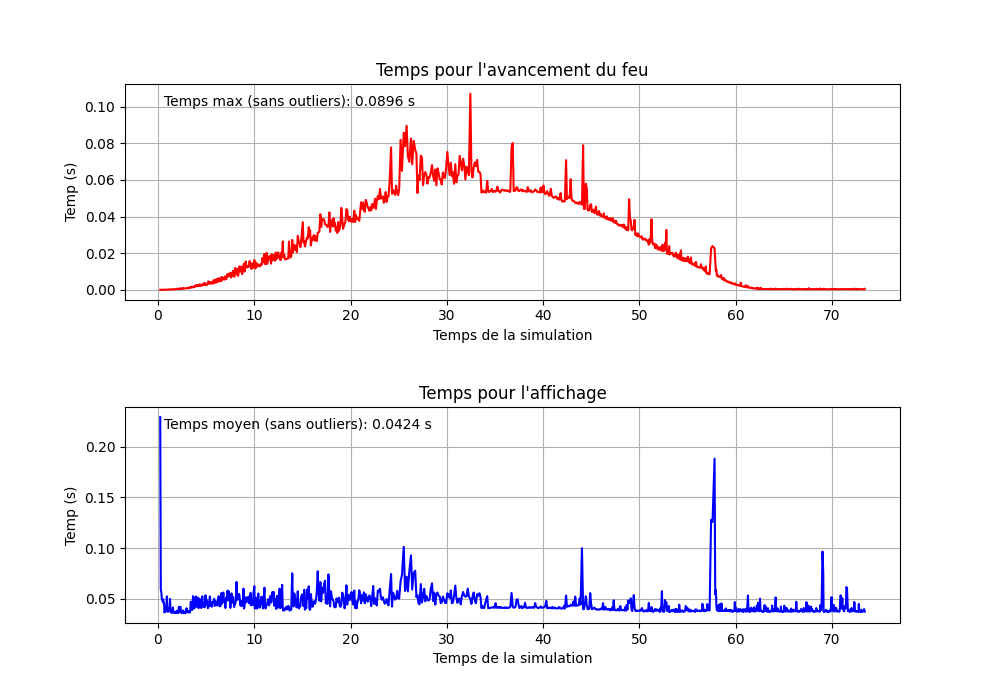 Temps pour l'avancement du feu
Temps max (sans outliers): 0.0896 s
Temp (s)
0.10
0.08
0.06
0.04
0.02
0.00
0 10 20 30 40 50 60 70
Temps de la simulation
Temps pour l'affichage
Temps moyen (sans outliers): 0.0424 s
Temp (s)
0.20
0.15
0.10
0.05
0 10 20 30 40 50 60 70
Temps de la simulation